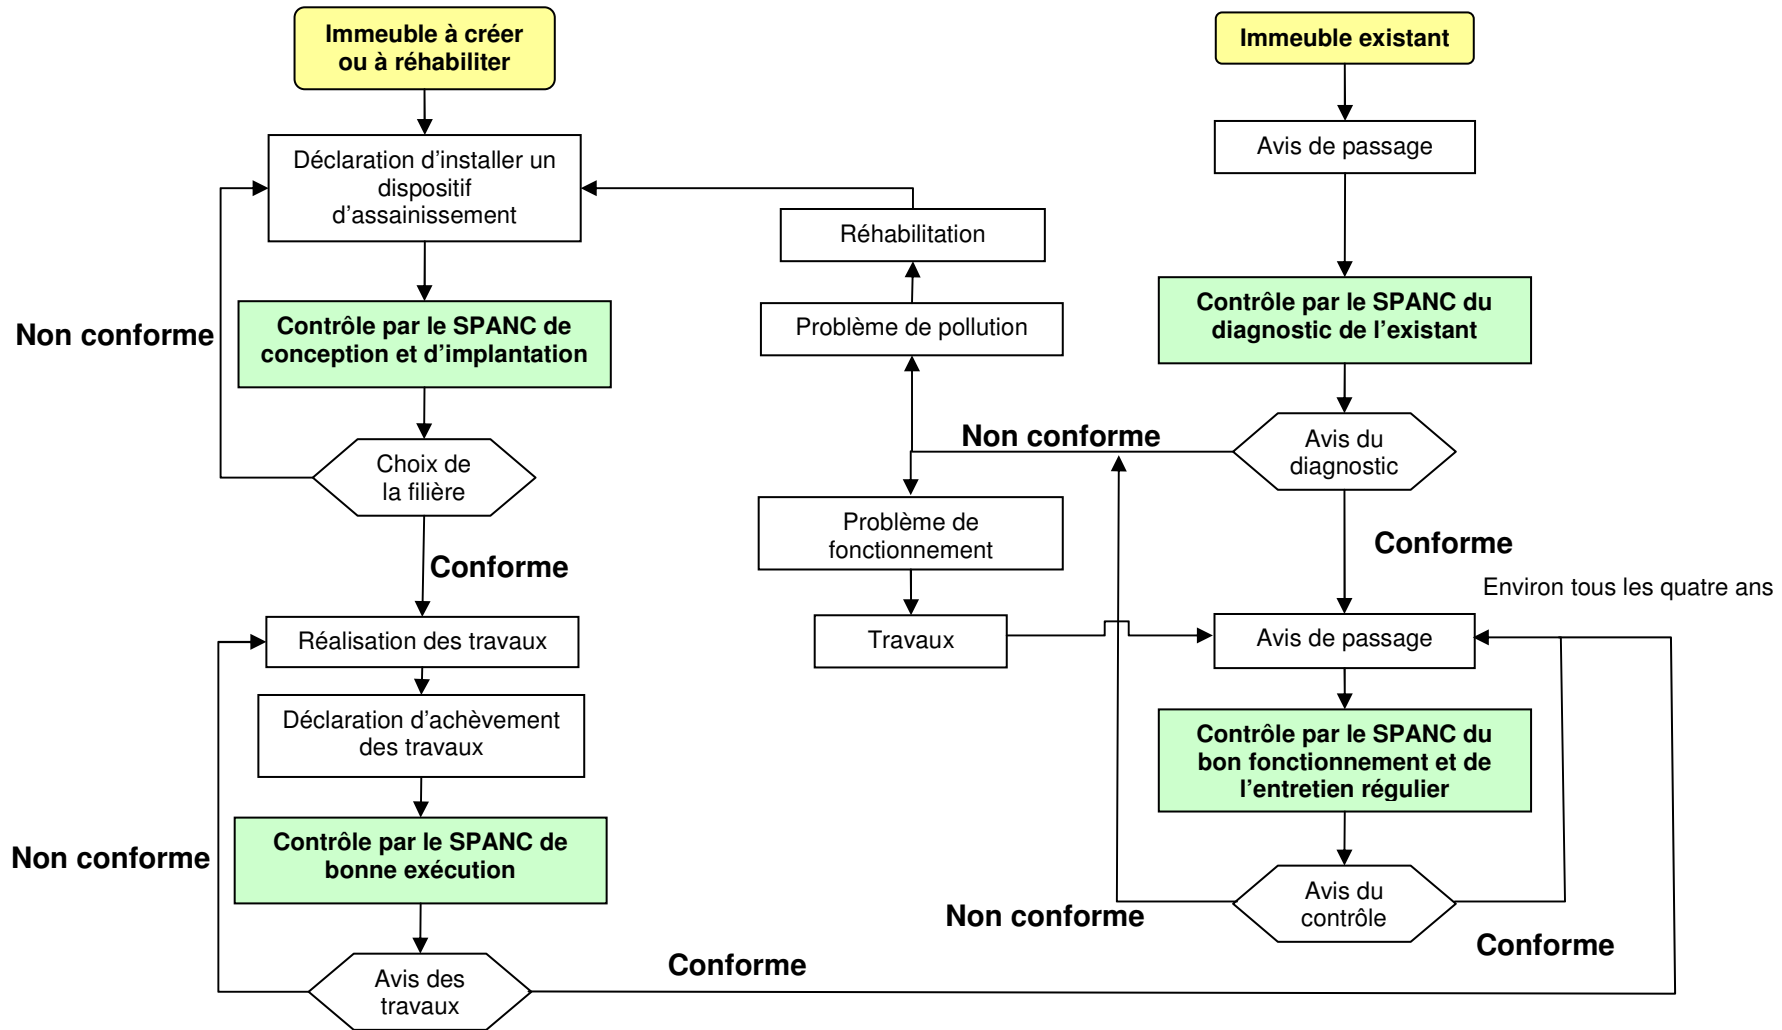 Immeuble à créer
ou à réhabiliter
Déclaration d'installer un
dispositif
d'assainissement
Non conforme
Contrôle par le SPANC de
conception et d'implantation
Choix de
la filière
Conforme
Réalisation des travaux
Déclaration d'achèvement
des travaux
Non conforme
Contrôle par le SPANC de
bonne exécution
Avis des
travaux
Conforme
Réhabilitation
Problème de pollution
Non conforme
Problème de
fonctionnement
Travaux
Immeuble existant
Avis de passage
Contrôle par le SPANC du
diagnostic de l'existant
Avis du
diagnostic
Conforme
Environ tous les quatre ans
Avis de passage
Contrôle par le SPANC du
bon fonctionnement et de
l'entretien régulier
Avis du
contrôle
Non conforme
Conforme